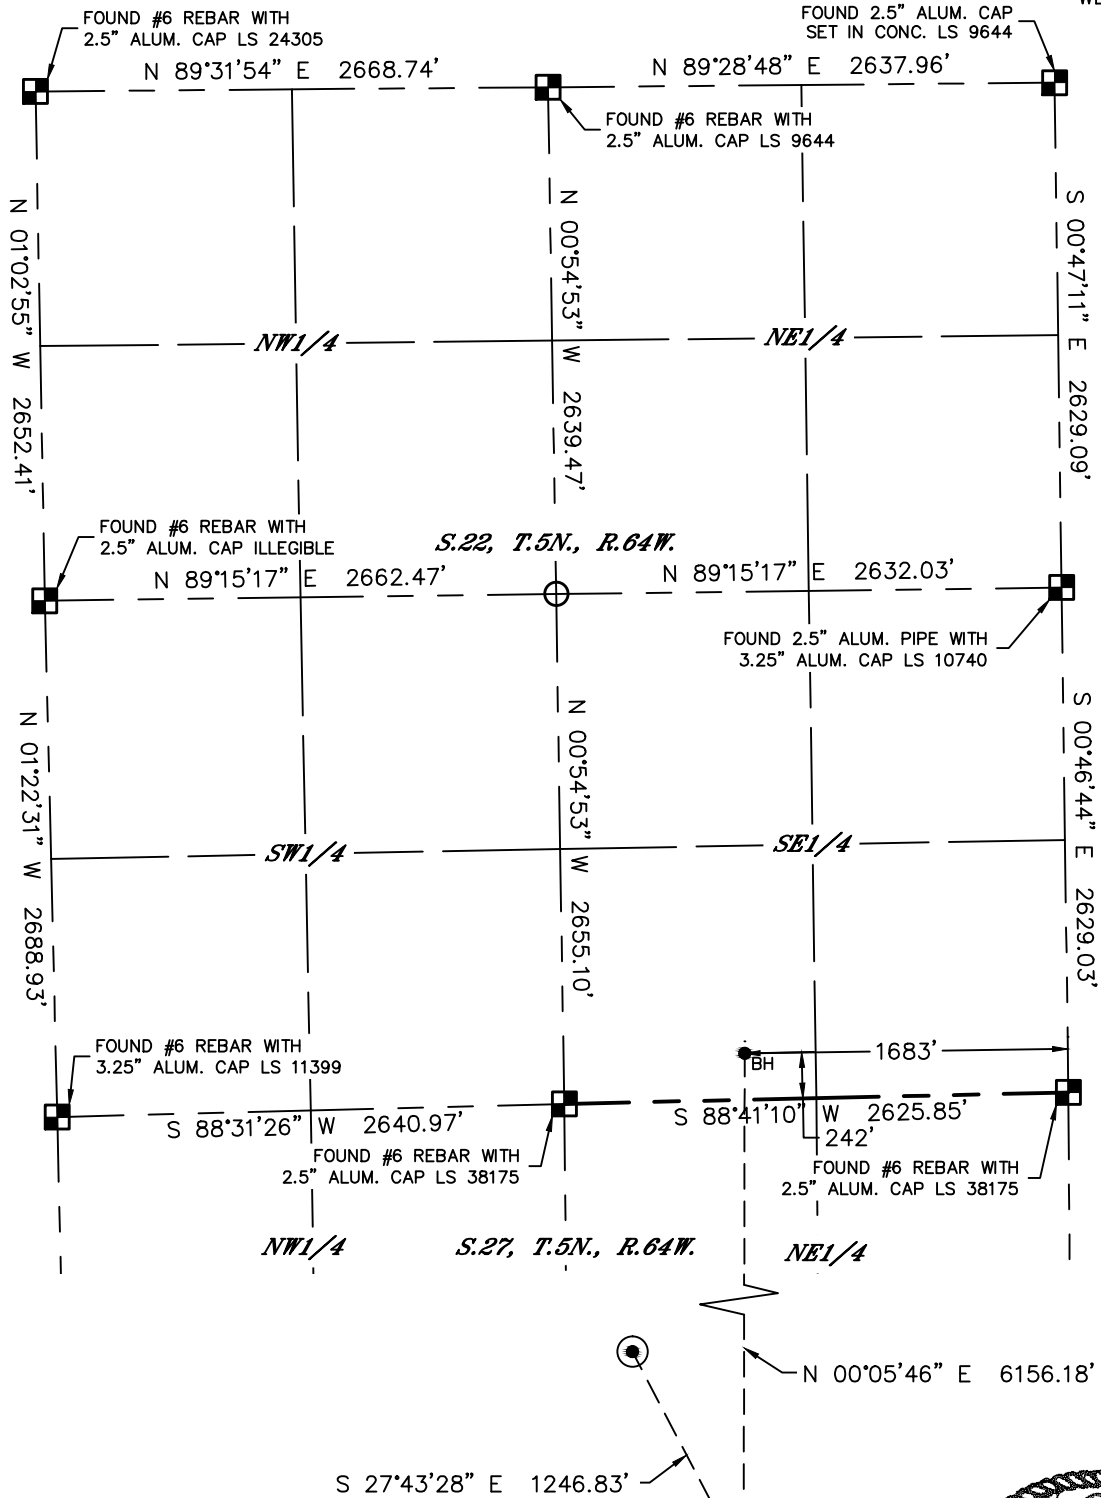 FOUND #6 REBAR WITH
2.5” ALUM. CAP LS 24305
FOUND 2.5” ALUM. CAP
SET IN CONC. LS 9644
N 89°31’54” E 2668.74’
N 89°28’48” E 2637.96’
FOUND #6 REBAR WITH
2.5” ALUM. CAP LS 9644
N 01°02’55” W 2652.41’
N 00°54’53” W 2639.47’
S 00°47’11” E 2629.09’
NW1/4
NE1/4
FOUND #6 REBAR WITH
2.5” ALUM. CAP ILLEGIBLE
S.22, T.5N., R.64W.
N 89°15’17” E 2662.47’
N 89°15’17” E 2632.03’
FOUND 2.5” ALUM. PIPE WITH
3.25” ALUM. CAP LS 10740
N 01°22’31” W 2688.93’
N 00°54’53” W 2655.10’
S 00°46’44” E 2629.03’
SW1/4
SE1/4
FOUND #6 REBAR WITH
3.25” ALUM. CAP LS 11399
BH
1683’
S 88°31’26” W 2640.97’
S 88°41’10” W 2625.85’
242’
FOUND #6 REBAR WITH
2.5” ALUM. CAP LS 38175
FOUND #6 REBAR WITH
2.5” ALUM. CAP LS 38175
NW1/4
S.27, T.5N., R.64W.
NE1/4
N 00°05’46” E 6156.18’
S 27°43’28” E 1246.83’